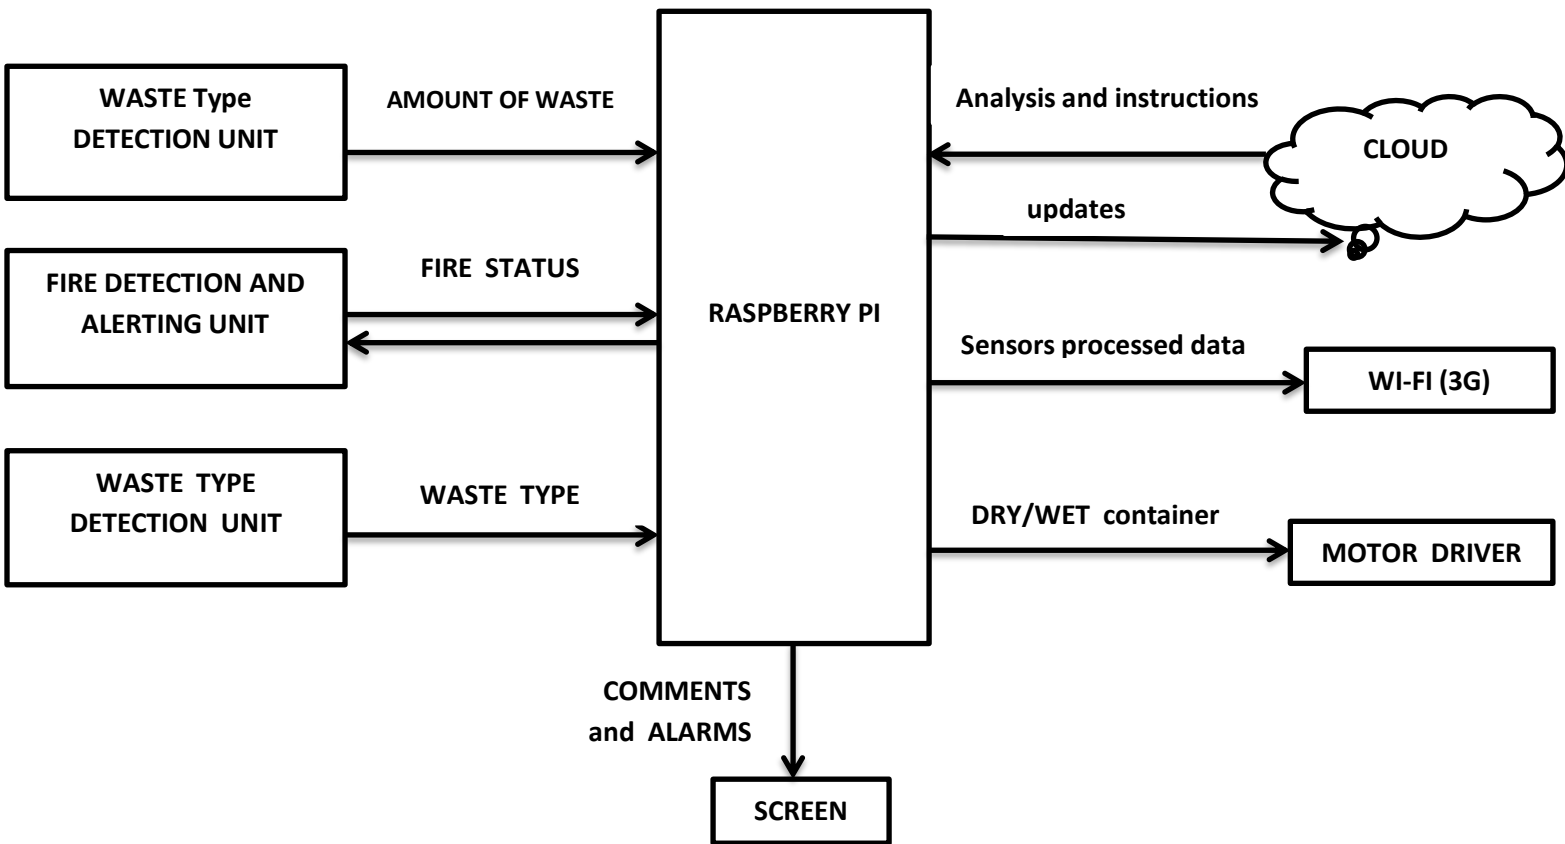 WASTE Type
DETECTION UNIT
AMOUNT OF WASTE
FIRE DETECTION AND
ALERTING UNIT
FIRE STATUS
WASTE TYPE
DETECTION UNIT
WASTE TYPE
RASPBERRY PI
Analysis and instructions
CLOUD
updates
Sensors processed data
WI-FI (3G)
DRY/WET container
MOTOR DRIVER
COMMENTS
and ALARMS
SCREEN